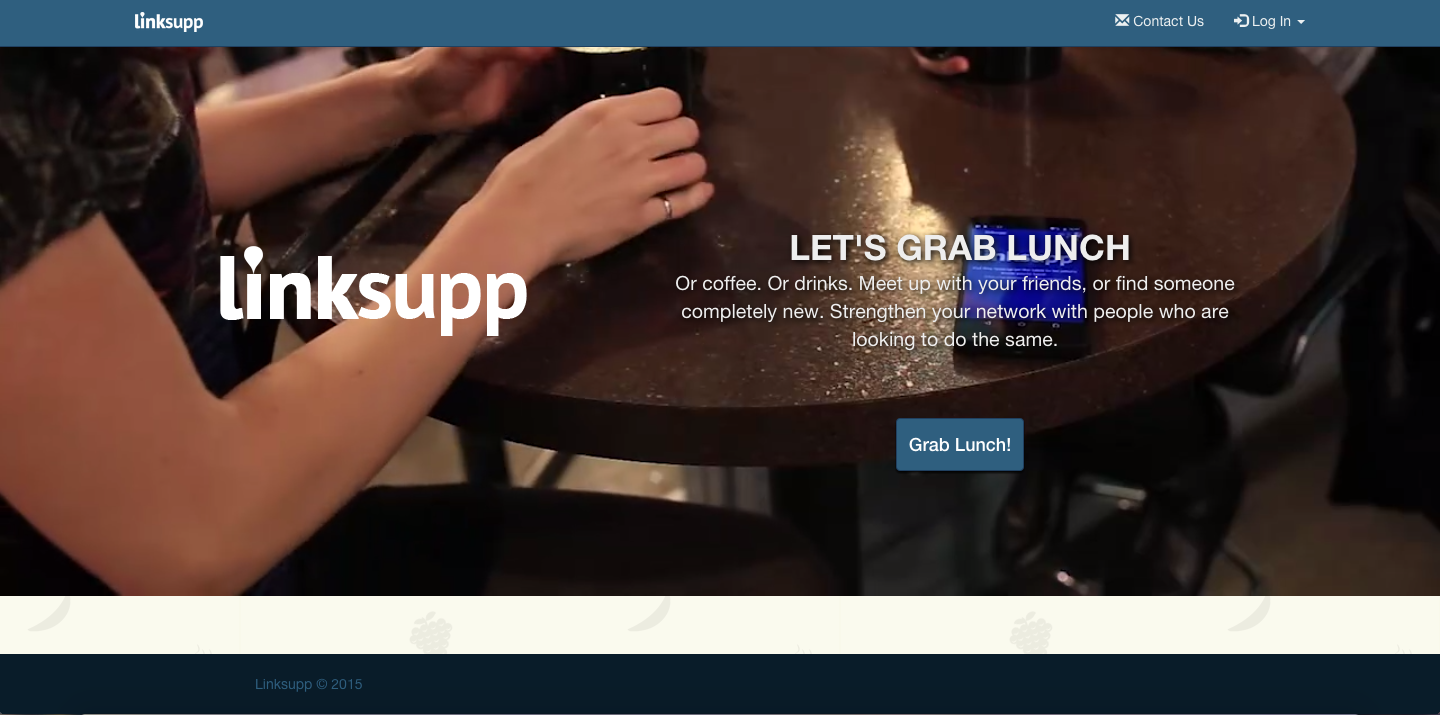 linksupp
Contact Us
Log In
LET'S GRAB LUNCH
linksupp
Or coffee. Or drinks. Meet up with your friends, or find someone
completely new. Strengthen your network with people who are
looking to do the same.
Grab Lunch!
Linksupp © 2015